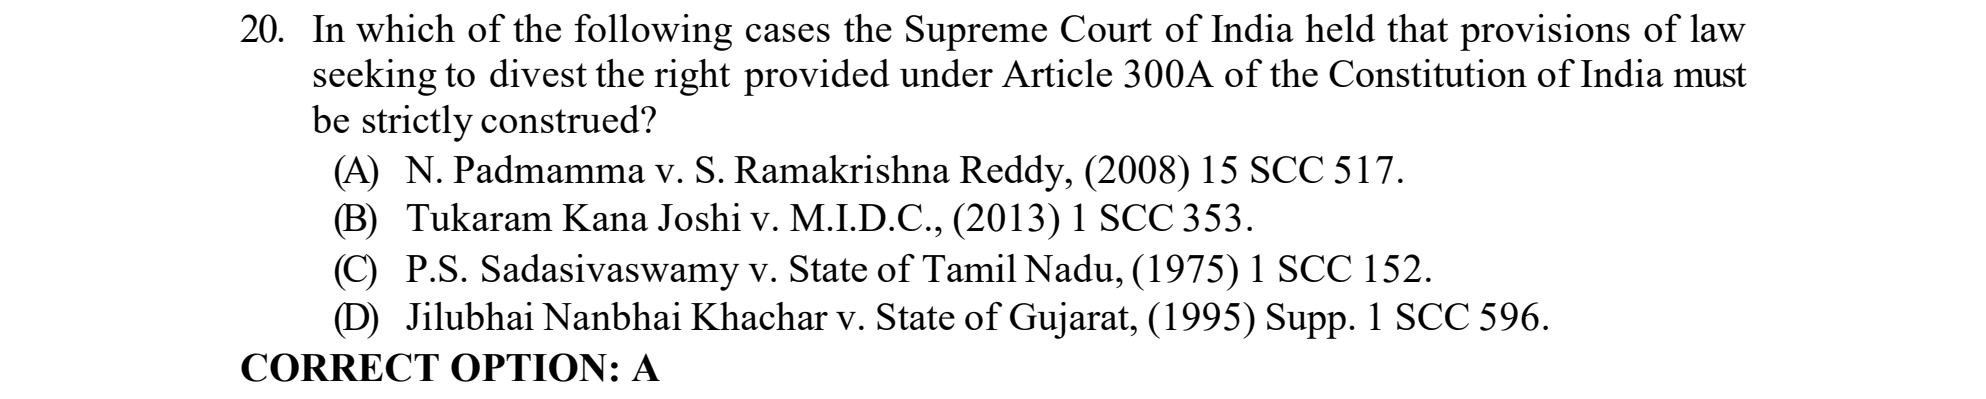 20. In which of the following cases the Supreme Court of India held that provisions of law
seeking to divest the right provided under Article 300A of the Constitution of India must
be strictly construed?
(A) N. Padmamma v. S. Ramakrishna Reddy, (2008) 15 SCC 517.
(B) Tukaram Kana Joshi v. M.I.D.C., (2013) 1 SCC 353.
(C) P.S. Sadasivaswamy v. State of Tamil Nadu, (1975) 1 SCC 152.
(D) Jilubhai Nanbhai Khachar v. State of Gujarat, (1995) Supp. 1 SCC 596.
CORRECT OPTION: A